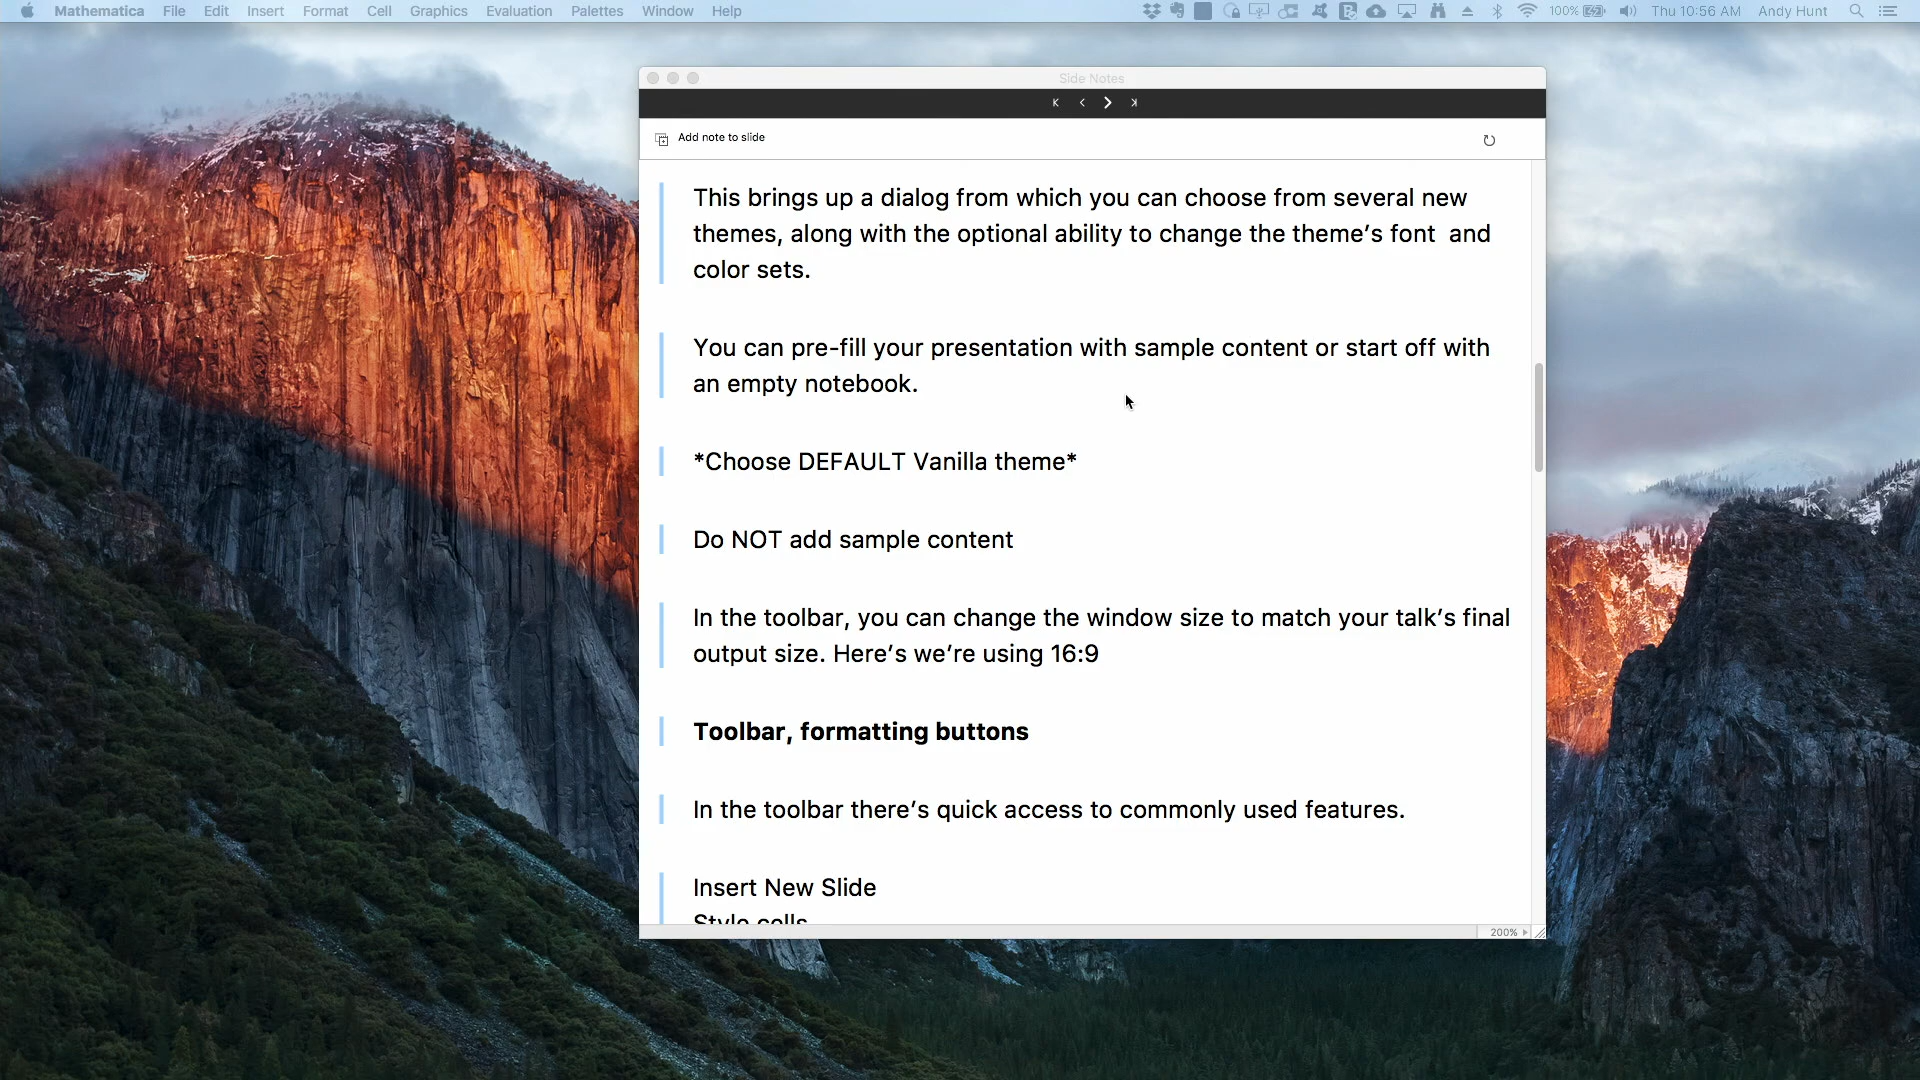 Mathematica File Edit Insert Format Cell Graphics Evaluation Palettes Window Help 100% Thu 10:56 AM Andy Hunt
Side Notes
Add note to slide
This brings up a dialog from which you can choose from several new
themes, along with the optional ability to change the theme’s font and
color sets.
You can pre-fill your presentation with sample content or start off with
an empty notebook.
*Choose DEFAULT Vanilla theme*
Do NOT add sample content
In the toolbar, you can change the window size to match your talk’s final
output size. Here’s we’re using 16:9
Toolbar, formatting buttons
In the toolbar there’s quick access to commonly used features.
Insert New Slide
Style cells
200%